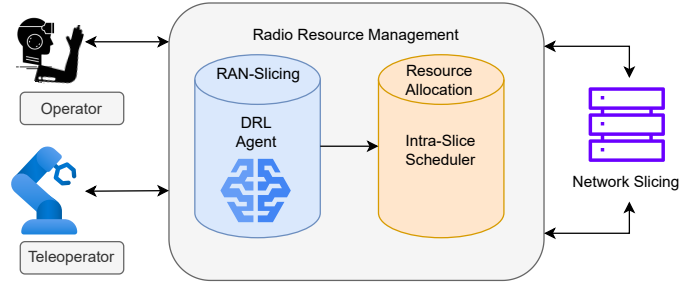 Radio Resource Management
Operator
Teleoperator
RAN-Slicing
DRL
Agent
Resource
Allocation
Intra-Slice
Scheduler
Network Slicing